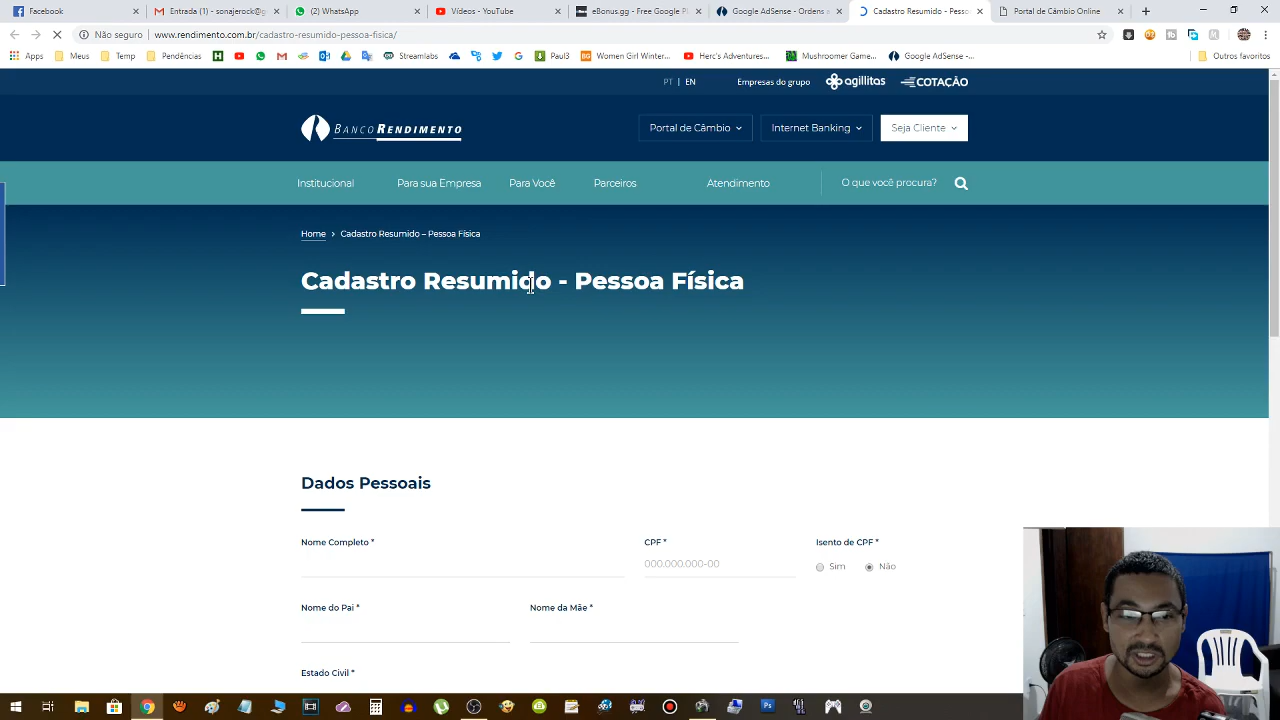 Facebook
Entrada (1) - sonajerock@g
(2) WhatsApp
Vídeos - YouTube
eBonus.gg - Free Google Pl
Google AdSense - Ordens
Cadastro Resumido - Pesso
Portal de Câmbio Online
Não seguro
www.rendimento.com.br/cadastro-resumido-pessoa-fisica/
Apps
Meus
Temp
Pendências
Streamlabs
Paul3
Women Girl Winter...
Herc's Adventures...
Mushroomer Game...
Google AdSense -...
Outros favoritos
PT | EN
Empresas do grupo
agillitas
COTAÇÃO
BANCO RENDIMENTO
Portal de Câmbio
Internet Banking
Seja Cliente
Institucional
Para sua Empresa
Para Você
Parceiros
Atendimento
O que você procura?
Home > Cadastro Resumido – Pessoa Física
Cadastro Resumido - Pessoa Física
Dados Pessoais
Nome Completo *
CPF *
Isento de CPF *
000.000.000-00
Sim
Não
Nome do Pai *
Nome da Mãe *
Estado Civil *